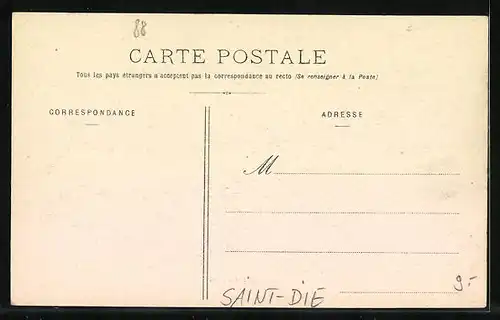 88
CARTE POSTALE
Tous les pays étrangers n'acceptent pas la correspondance au recto (Se renseigner à la Poste)
CORRESPONDANCE
ADRESSE
M
9.-
SAINT-DIE